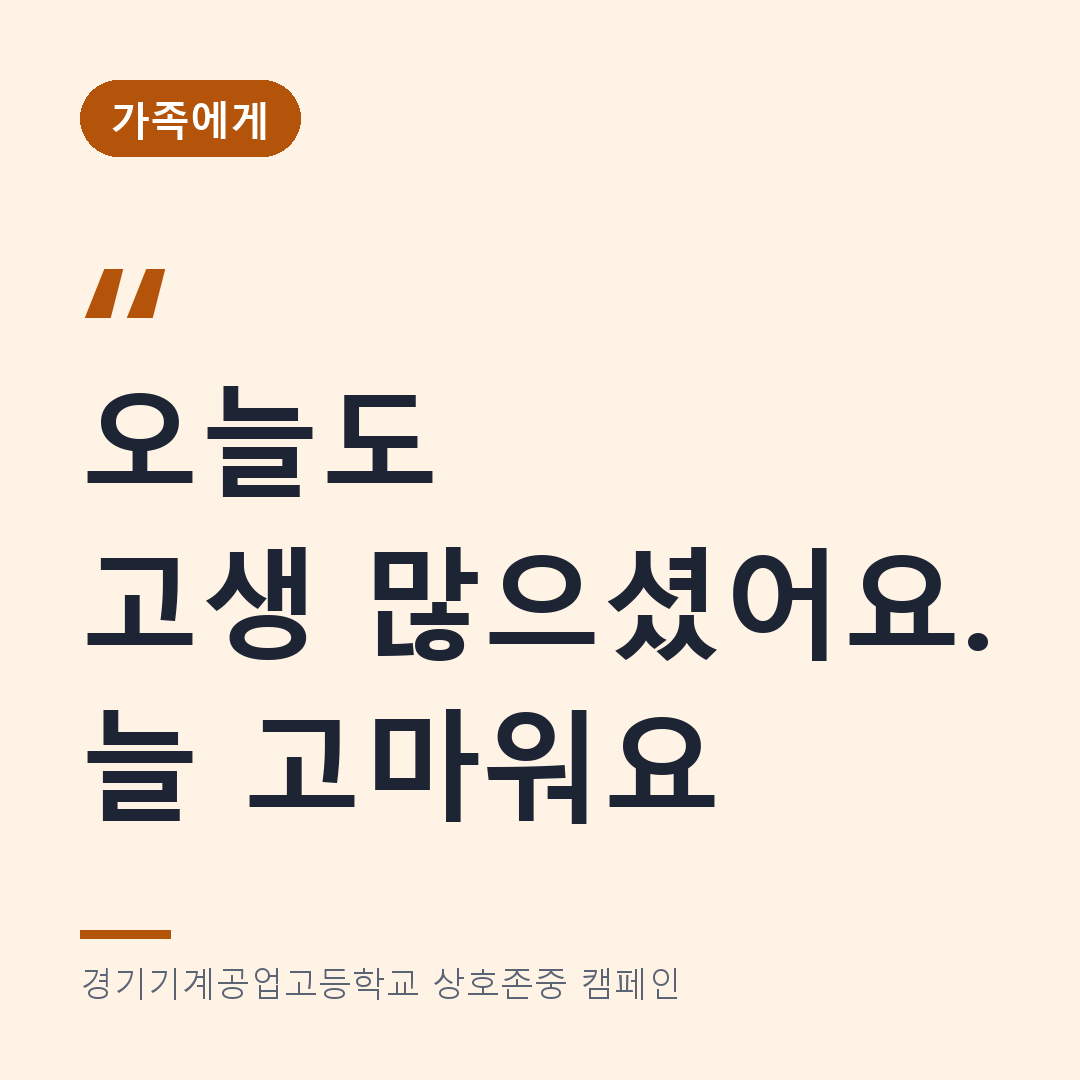 가족에게
“
오늘도
고생 많으셨어요.
늘 고마워요
경기기계공업고등학교 상호존중 캠페인